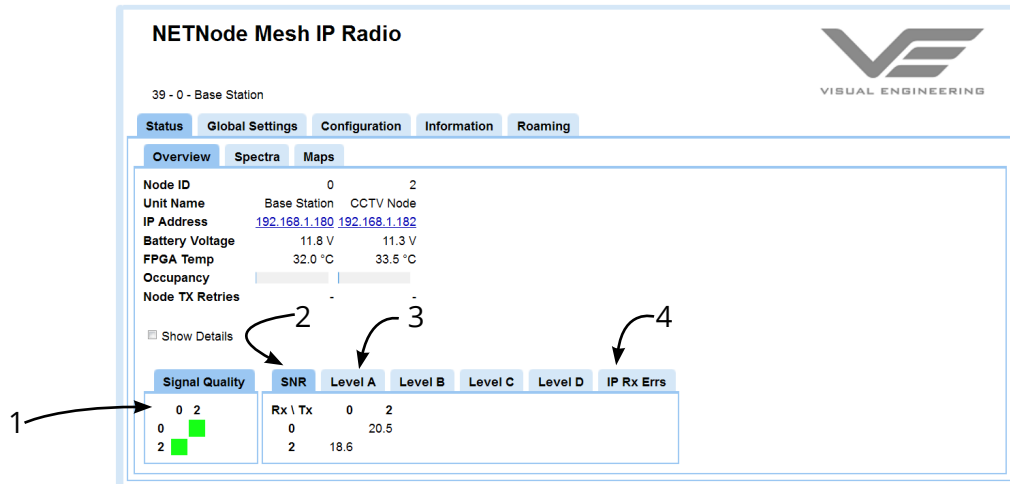 NETNode Mesh IP Radio
VISUAL ENGINEERING
39 - 0 - Base Station
Status Global Settings Configuration Information Roaming
Overview Spectra Maps
Node ID 0 2
Unit Name Base Station CCTV Node
IP Address 192.168.1.180 192.168.1.182
Battery Voltage 11.8 V 11.3 V
FPGA Temp 32.0 °C 33.5 °C
Occupancy
Node TX Retries - -
2 3 4
Show Details
Signal Quality SNR Level A Level B Level C Level D IP Rx Errs
0 2 Rx \ Tx 0 2
1
0 0 20.5
2 2 18.6